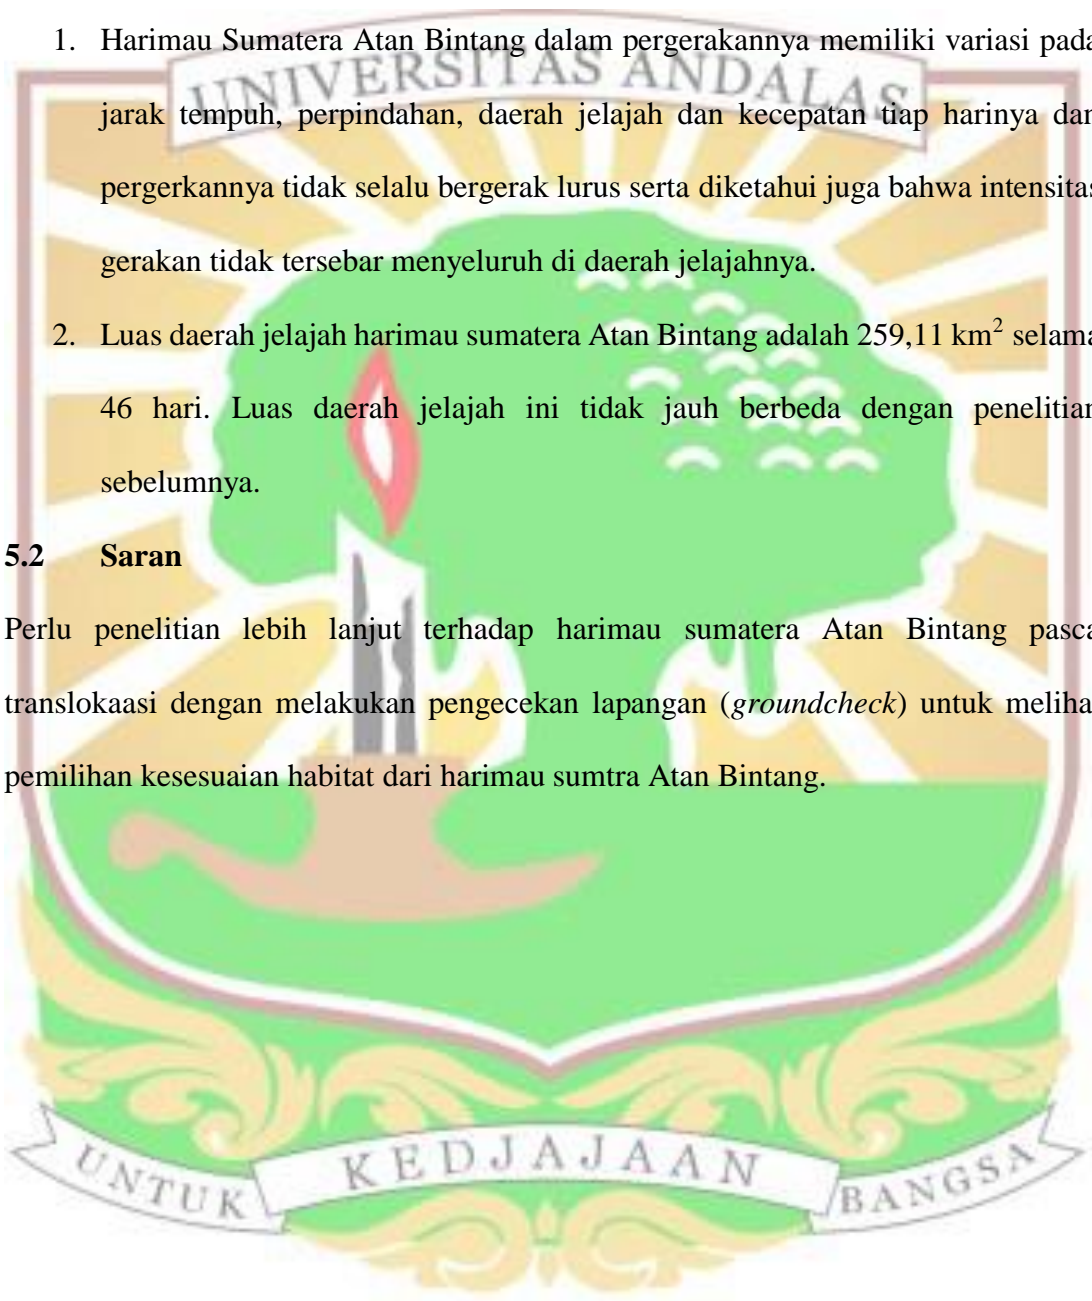 1. Harimau Sumatera Atan Bintang dalam pergerakannya memiliki variasi pada
UNIVERSITAS ANDALAS
jarak tempuh, perpindahan, daerah jelajah dan kecepatan tiap harinya dan
pergerkannya tidak selalu bergerak lurus serta diketahui juga bahwa intensitas
gerakan tidak tersebar menyeluruh di daerah jelajahnya.
2. Luas daerah jelajah harimau sumatera Atan Bintang adalah 259,11 km² selama
46 hari. Luas daerah jelajah ini tidak jauh berbeda dengan penelitian
sebelumnya.
5.2 Saran
Perlu penelitian lebih lanjut terhadap harimau sumatera Atan Bintang pasca
translokaasi dengan melakukan pengecekan lapangan (groundcheck) untuk melihat
pemilihan kesesuaian habitat dari harimau sumtra Atan Bintang.
UNTUK KEDJAJAAN BANGSA